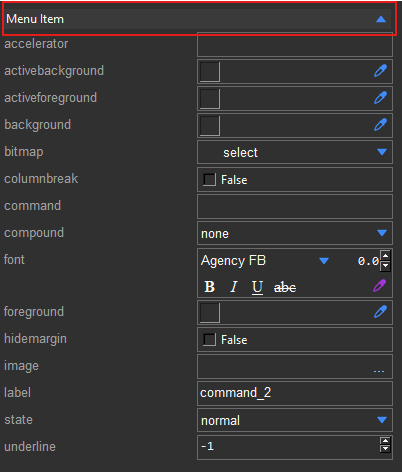 Menu Item
accelerator
activebackground
activeforeground
background
bitmap select
columnbreak False
command
compound none
font Agency FB 0.0
B I U abc
foreground
hidemargin False
image ...
label command_2
state normal
underline -1